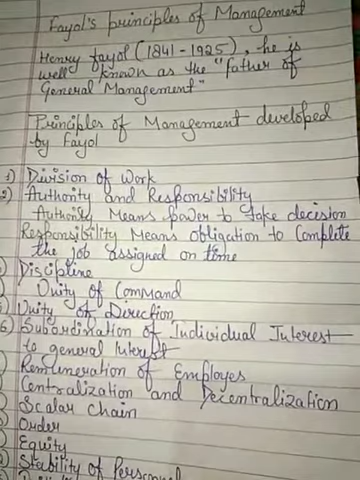 Fayol's principles of Management
Henry fayol (1841-1925), he is
well known as the "father of
General Management"
Principles of Management developed
by Fayol
1) Division of Work
2) Authority and Responsibility
Authority Means power to take decision
Responsibility Means obligation to Complete
the job assigned on time
Discipline
Unity of Command
Unity of Direction
6) Subordination of Individual Interest
to general Interest
Remuneration of Employes
Centralization and Decentralization
Scalar Chain
Order
Equity
Stability of Personnel